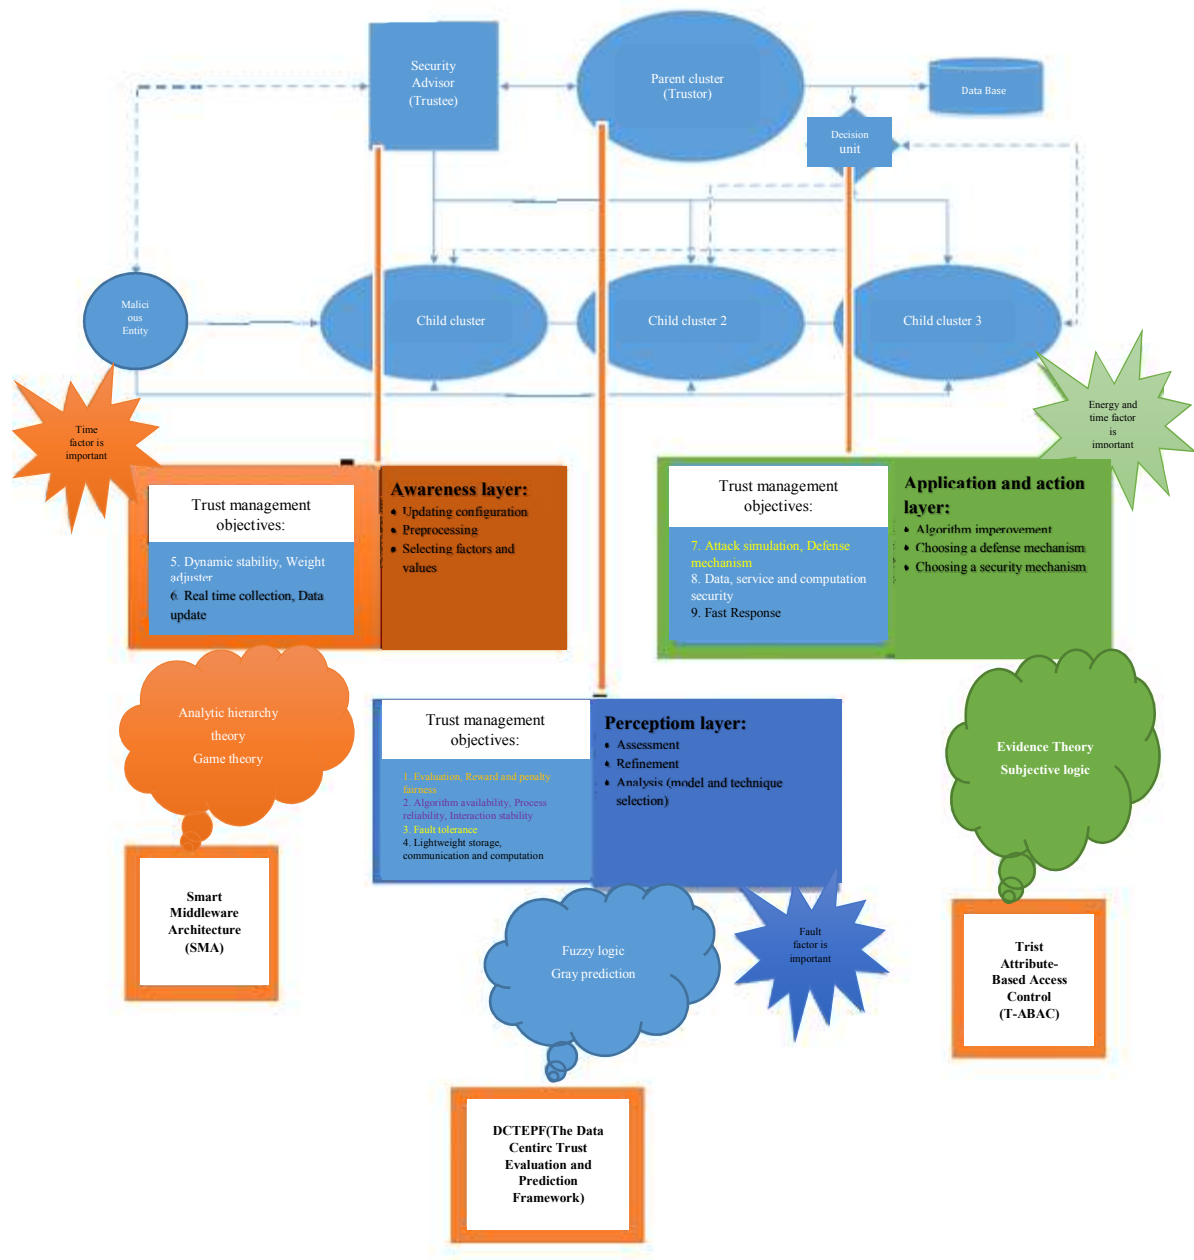 Security
Advisor
(Trustee)
Parent cluster
(Trustor)
Data Base
Decision
unit
Malici
ous
Entity
Child cluster
Child cluster 2
Child cluster 3
Time
factor is
important
Energy and
time factor
is
important
Trust management
objectives:
5. Dynamic stability, Weight
adjuster
6. Real time collection, Data
update
Awareness layer:
• Updating configuration
• Preprocessing
• Selecting factors and
values
Trust management
objectives:
7. Attack simulation, Defense
mechanism
8. Data, service and computation
security
9. Fast Response
Application and action
layer:
• Algorithm improvement
• Choosing a defense mechanism
• Choosing a security mechanism
Analytic hierarchy
theory
Game theory
Trust management
objectives:
1. Evaluation, Reward and penalty
fairness
2. Algorithm availability, Process
reliability, Interaction stability
3. Fault tolerance
4. Lightweight storage,
communication and computation
Perceptiom layer:
• Assessment
• Refinement
• Analysis (model and technique
selection)
Evidence Theory
Subjective logic
Smart
Middleware
Architecture
(SMA)
Fuzzy logic
Gray prediction
Fault
factor is
important
Trist
Attribute-
Based Access
Control
(T-ABAC)
DCTEPF(The Data
Centirc Trust
Evaluation and
Prediction
Framework)